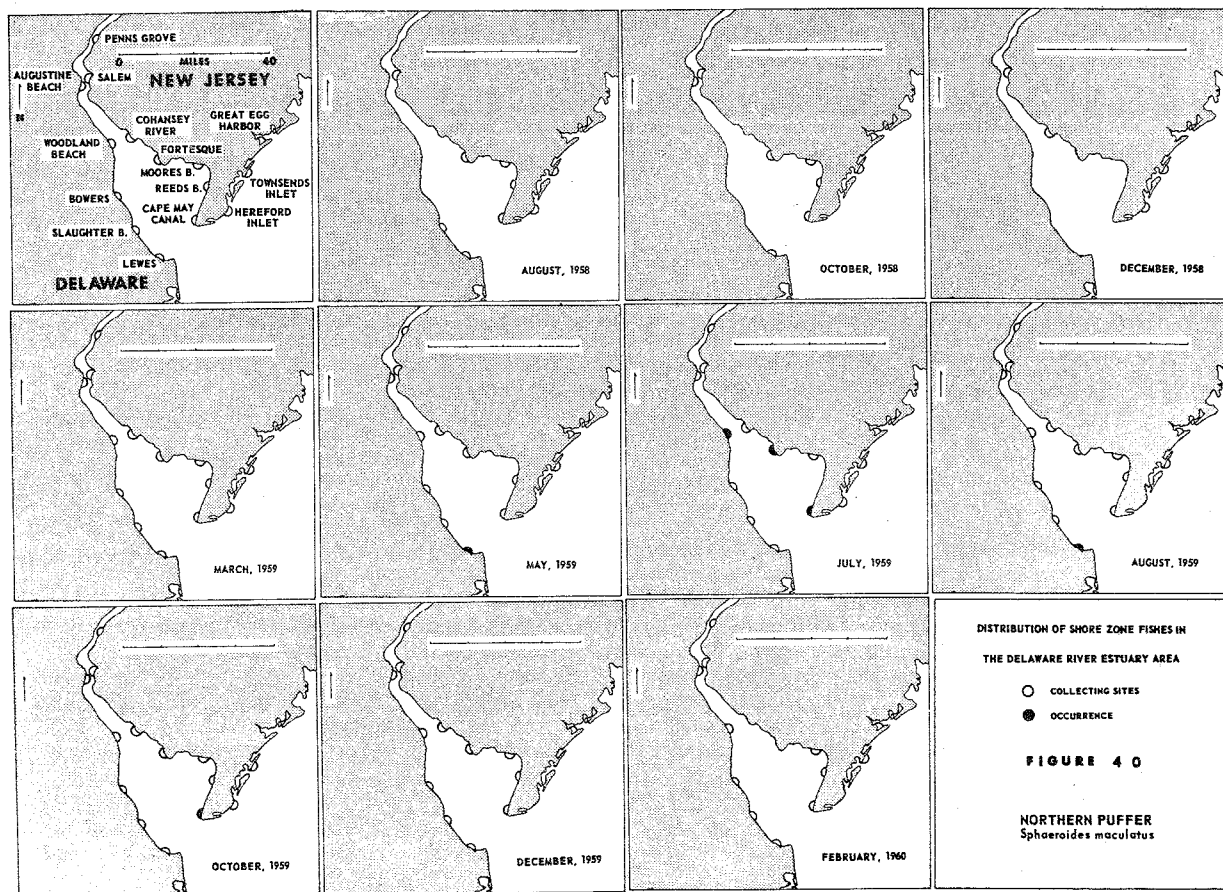 PENNS GROVE
0 MILES 40
AUGUSTINE
BEACH
SALEM
NEW JERSEY
N
COHANSEY
RIVER
GREAT EGG
HARBOR
WOODLAND
BEACH
FORTESQUE
MOORES B.
REEDS B.
TOWNSENDS
INLET
BOWERS
CAPE MAY
CANAL
HEREFORD
INLET
SLAUGHTER B.
LEWES
DELAWARE
AUGUST, 1958
OCTOBER, 1958
DECEMBER, 1958
MARCH, 1959
MAY, 1959
JULY, 1959
AUGUST, 1959
OCTOBER, 1959
DECEMBER, 1959
FEBRUARY, 1960
DISTRIBUTION OF SHORE ZONE FISHES IN
THE DELAWARE RIVER ESTUARY AREA
COLLECTING SITES
OCCURRENCE
FIGURE 40
NORTHERN PUFFER
Sphaeroides maculatus